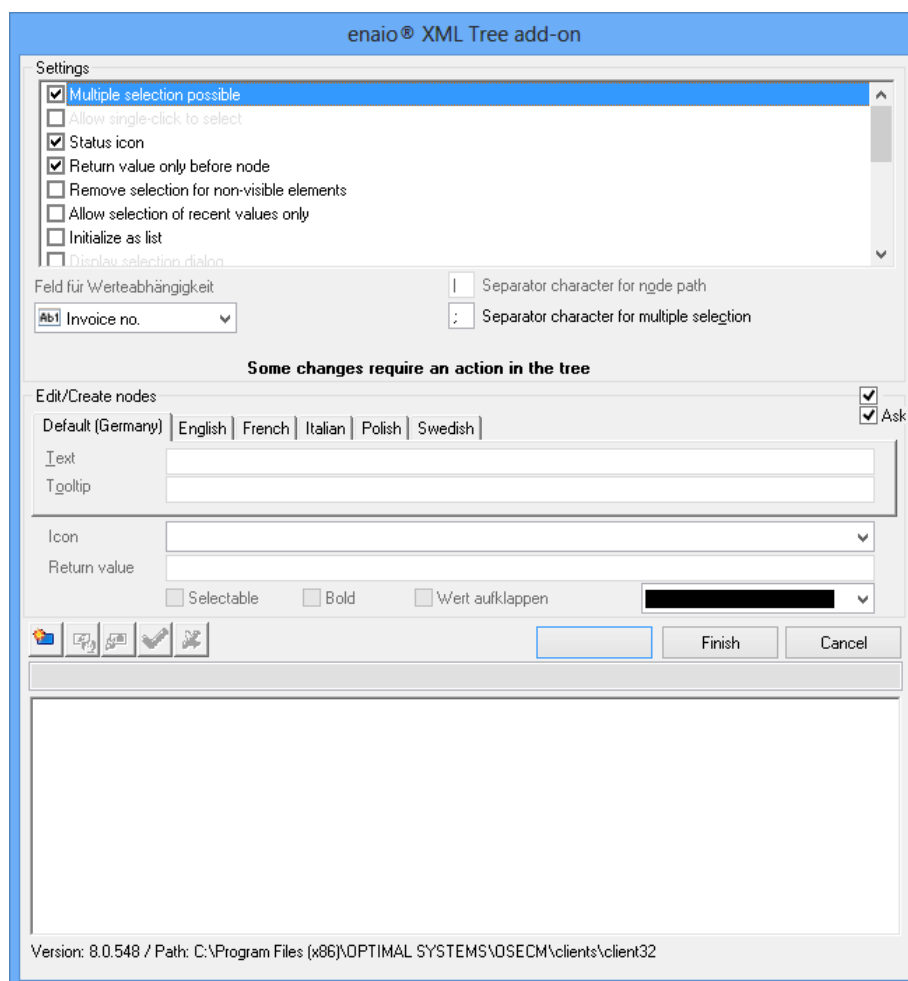 enaio® XML Tree add-on
Settings
Multiple selection possible
Allow single-click to select
Status icon
Return value only before node
Remove selection for non-visible elements
Allow selection of recent values only
Initialize as list
Display selection dialog
Feld für Werteabhängigkeit
| Separator character for node path
Ab1 Invoice no.
; Separator character for multiple selection
Some changes require an action in the tree
Edit/Create nodes
Ask
Default (Germany) English French Italian Polish Swedish
Text
Tooltip
Icon
Return value
Selectable Bold Wert aufklappen
Finish Cancel
Version: 8.0.548 / Path: C:\Program Files (x86)\OPTIMAL SYSTEMS\OSECM\clients\client32